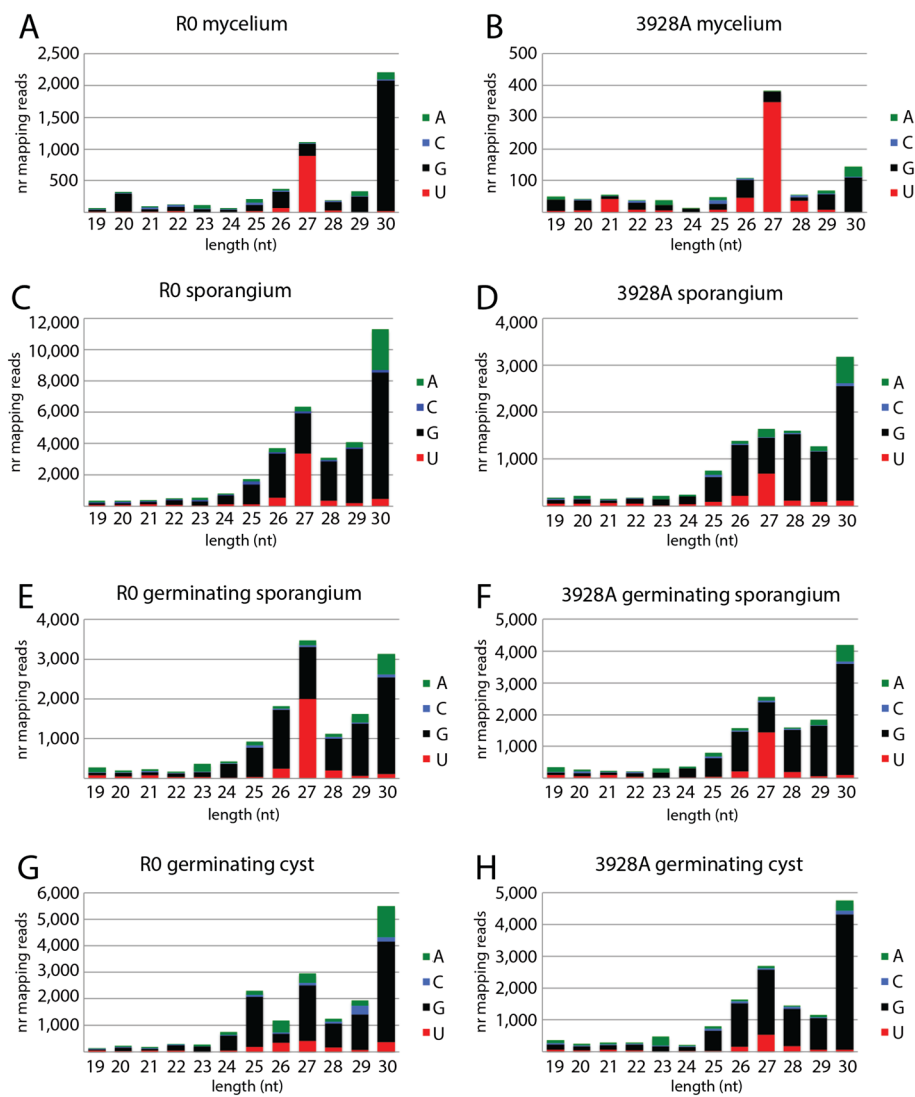 A
R0 mycelium
nr mapping reads
2,500
2,000
1,500
1,000
500
19 20 21 22 23 24 25 26 27 28 29 30
length (nt)
A
C
G
U
B
3928A mycelium
nr mapping reads
500
400
300
200
100
19 20 21 22 23 24 25 26 27 28 29 30
length (nt)
A
C
G
U
C
R0 sporangium
nr mapping reads
12,000
10,000
8,000
6,000
4,000
2,000
19 20 21 22 23 24 25 26 27 28 29 30
length (nt)
A
C
G
U
D
3928A sporangium
nr mapping reads
4,000
3,000
2,000
1,000
19 20 21 22 23 24 25 26 27 28 29 30
length (nt)
A
C
G
U
E
R0 germinating sporangium
nr mapping reads
4,000
3,000
2,000
1,000
19 20 21 22 23 24 25 26 27 28 29 30
length (nt)
A
C
G
U
F
3928A germinating sporangium
nr mapping reads
5,000
4,000
3,000
2,000
1,000
19 20 21 22 23 24 25 26 27 28 29 30
length (nt)
A
C
G
U
G
R0 germinating cyst
nr mapping reads
6,000
5,000
4,000
3,000
2,000
1,000
19 20 21 22 23 24 25 26 27 28 29 30
length (nt)
A
C
G
U
H
3928A germinating cyst
nr mapping reads
5,000
4,000
3,000
2,000
1,000
19 20 21 22 23 24 25 26 27 28 29 30
length (nt)
A
C
G
U